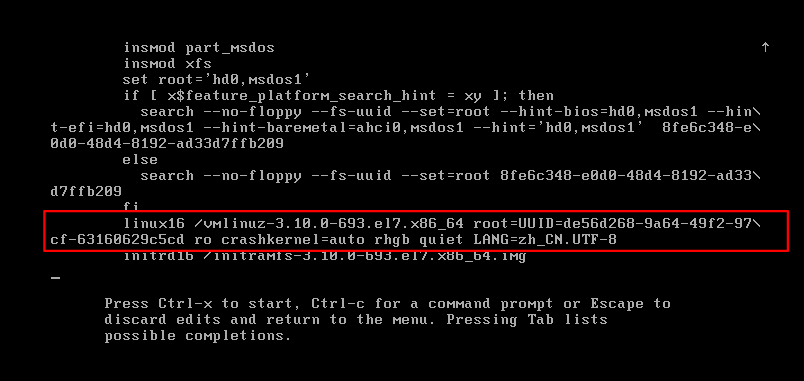 insmod part_msdos
insmod xfs
set root='hd0,msdos1'
if [ x$feature_platform_search_hint = xy ]; then
search --no-floppy --fs-uuid --set=root --hint-bios=hd0,msdos1 --hin\
t-efi=hd0,msdos1 --hint-baremetal=ahci0,msdos1 --hint='hd0,msdos1'  8fe6c348-e\
0d0-48d4-8192-ad33d7ffb209
else
search --no-floppy --fs-uuid --set=root 8fe6c348-e0d0-48d4-8192-ad33\
d7ffb209
fi
linux16 /vmlinuz-3.10.0-693.el7.x86_64 root=UUID=de56d268-9a64-49f2-97\
cf-63160629c5cd ro crashkernel=auto rhgb quiet LANG=zh_CN.UTF-8
initrd16 /initramfs-3.10.0-693.el7.x86_64.img
Press Ctrl-x to start, Ctrl-c for a command prompt or Escape to
discard edits and return to the menu. Pressing Tab lists
possible completions.